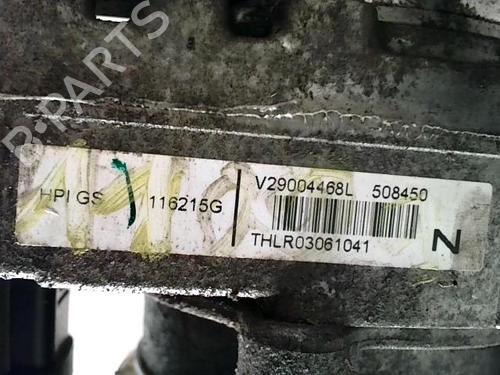 B-PARTS
HPI GS
116215G
V29004468L 508450
THLR03061041
N